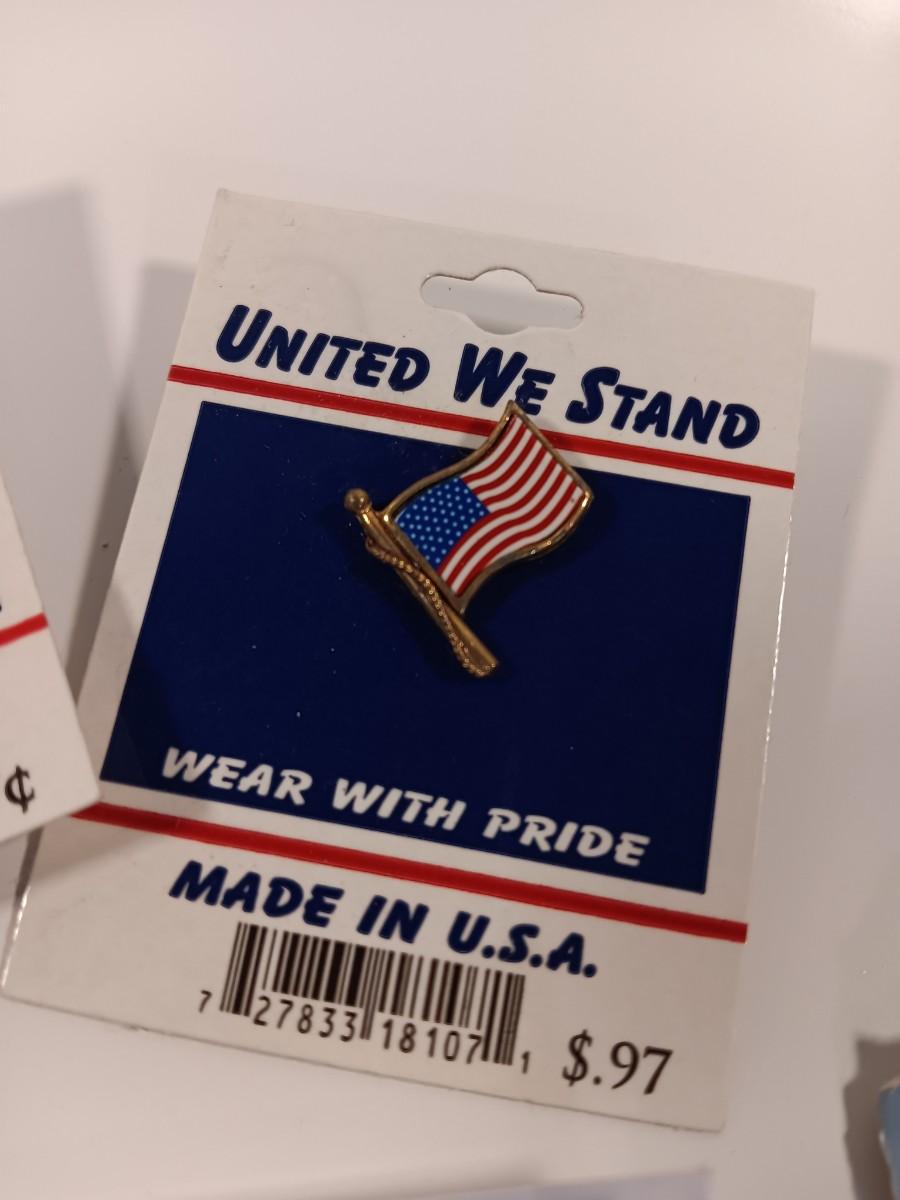 UNITED WE STAND
WEAR WITH PRIDE
¢
MADE IN U.S.A.
7 27833 18107 1
$.97